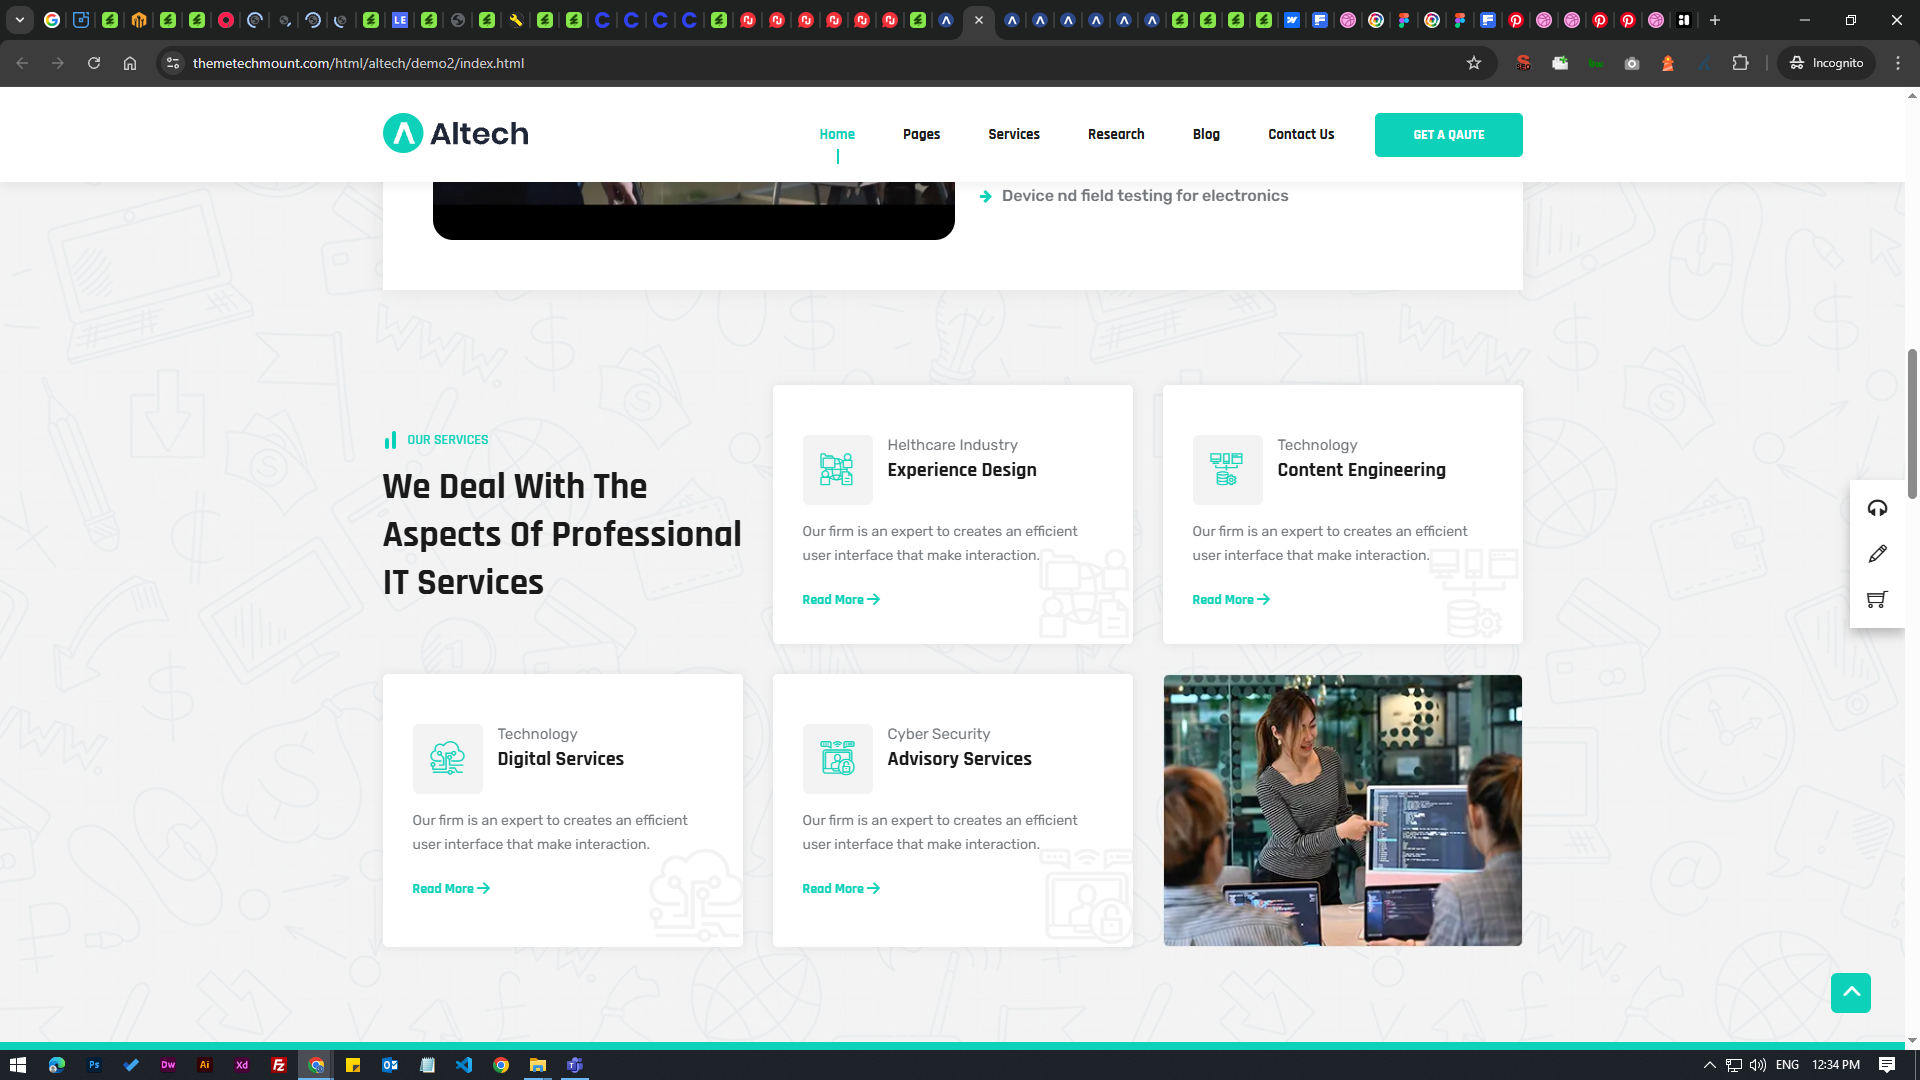 themetechmount.com/html/altech/demo2/index.html
Incognito
Altech
Home
Pages
Services
Research
Blog
Contact Us
GET A QAUTE
Device nd field testing for electronics
OUR SERVICES
We Deal With The
Aspects Of Professional
IT Services
Helthcare Industry
Experience Design
Our firm is an expert to creates an efficient
user interface that make interaction.
Read More
Technology
Content Engineering
Our firm is an expert to creates an efficient
user interface that make interaction.
Read More
Technology
Digital Services
Our firm is an expert to creates an efficient
user interface that make interaction.
Read More
Cyber Security
Advisory Services
Our firm is an expert to creates an efficient
user interface that make interaction.
Read More
ENG
12:34 PM